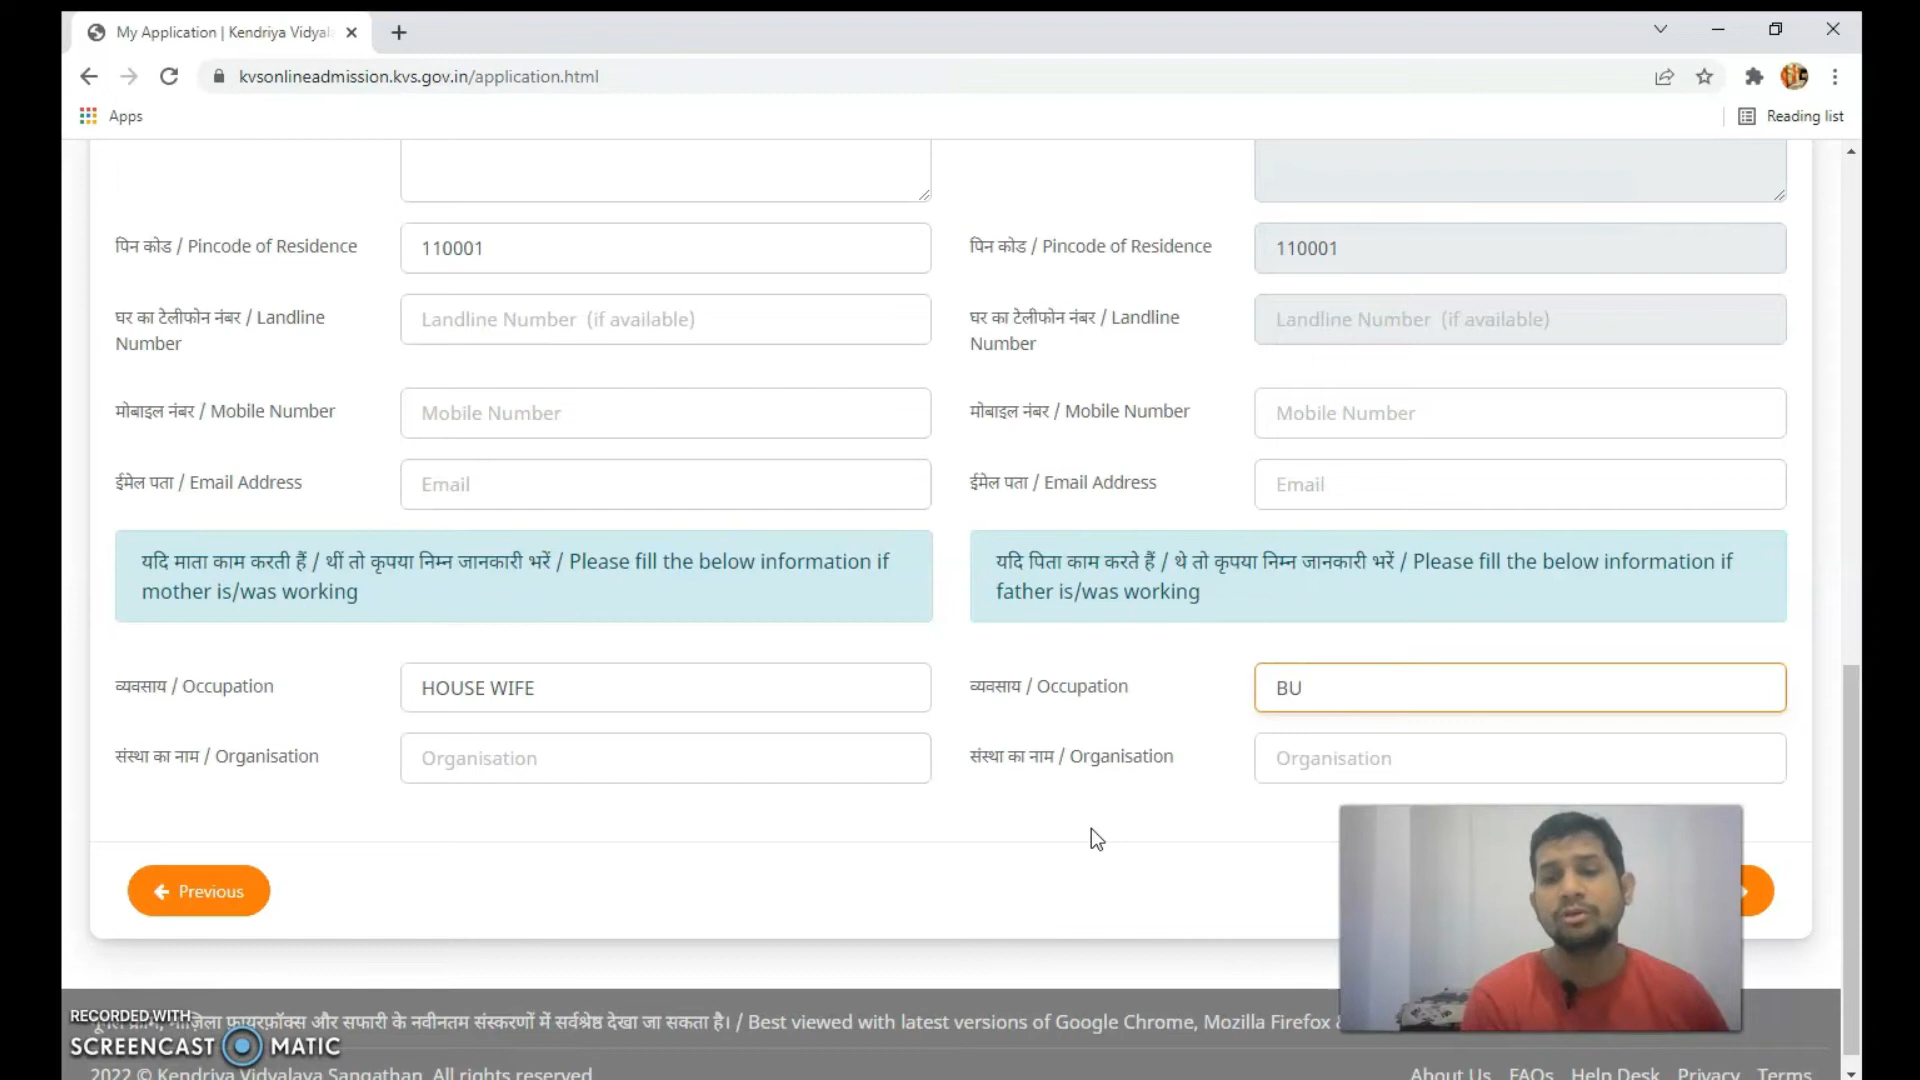 My Application | Kendriya Vidyal
kvsonlineadmission.kvs.gov.in/application.html
Apps
Reading list
पिन कोड / Pincode of Residence
110001
पिन कोड / Pincode of Residence
110001
घर का टेलीफोन नंबर / Landline
Number
Landline Number (if available)
घर का टेलीफोन नंबर / Landline
Number
Landline Number (if available)
मोबाइल नंबर / Mobile Number
Mobile Number
मोबाइल नंबर / Mobile Number
Mobile Number
ईमेल पता / Email Address
Email
ईमेल पता / Email Address
Email
यदि माता काम करती हैं / थीं तो कृपया निम्न जानकारी भरें / Please fill the below information if
mother is/was working
यदि पिता काम करते हैं / थे तो कृपया निम्न जानकारी भरें / Please fill the below information if
father is/was working
व्यवसाय / Occupation
HOUSE WIFE
व्यवसाय / Occupation
BU
संस्था का नाम / Organisation
Organisation
संस्था का नाम / Organisation
Organisation
Previous
RECORDED WITH
SCREENCAST MATIC
फ़ायरफ़ॉक्स और सफारी के नवीनतम संस्करणों में सर्वश्रेष्ठ देखा जा सकता है। / Best viewed with latest versions of Google Chrome, Mozilla Firefox
2022 © Kendriya Vidyalaya Sangathan. All rights reserved
About Us FAQs Help Desk Privacy Terms